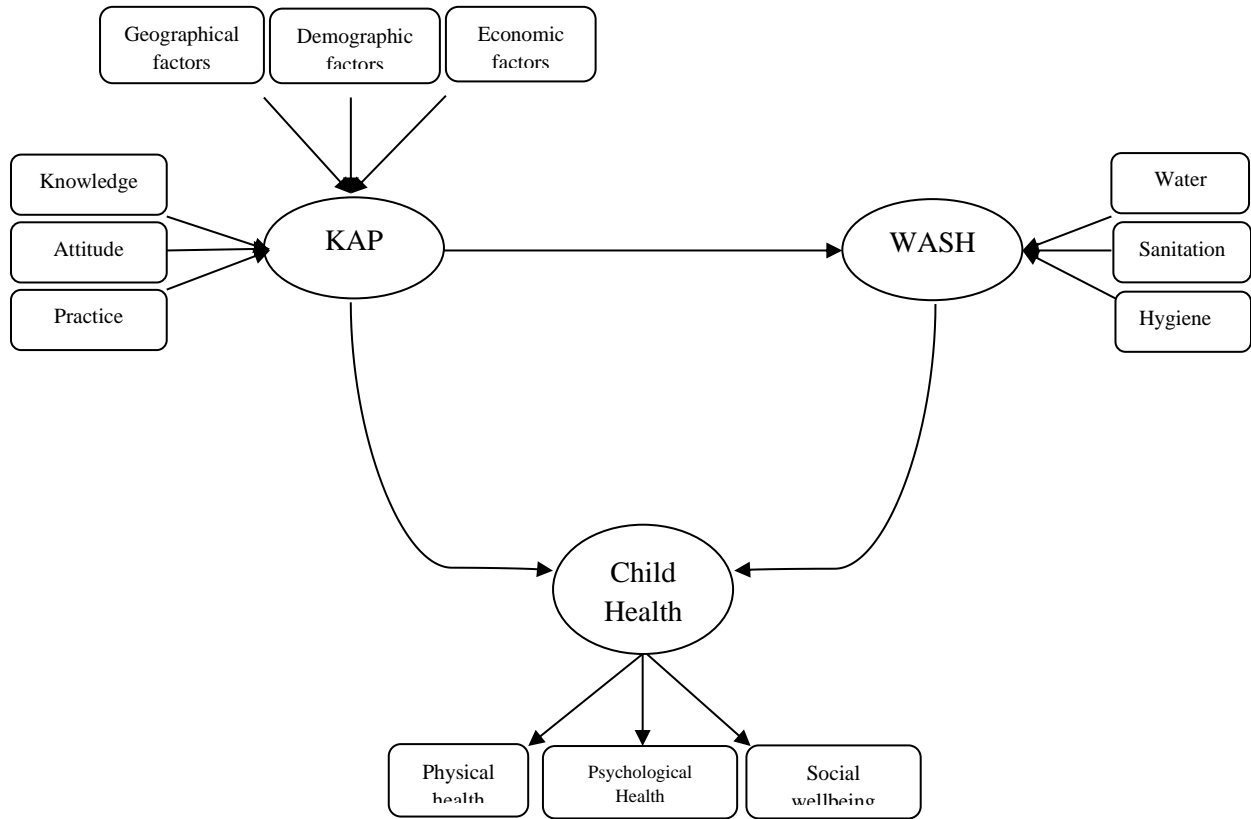 Geographical
factors
Demographic
factors
Economic
factors
Knowledge
Attitude
Practice
KAP
WASH
Water
Sanitation
Hygiene
Child
Health
Physical
health
Psychological
Health
Social
wellbeing